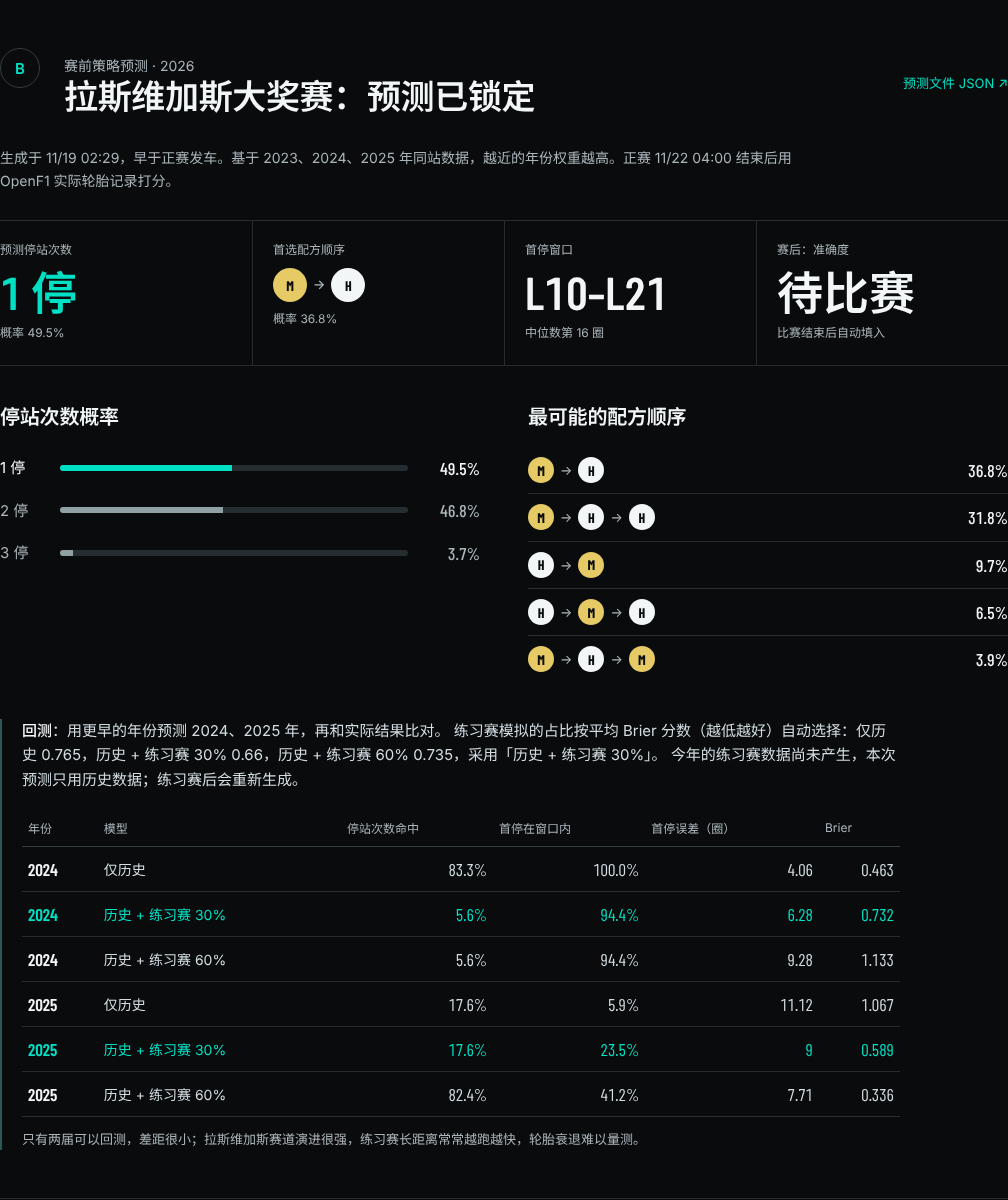 B
赛前策略预测 · 2026
拉斯维加斯大奖赛：预测已锁定
预测文件 JSON ↗
生成于 11/19 02:29，早于正赛发车。基于 2023、2024、2025 年同站数据，越近的年份权重越高。正赛 11/22 04:00 结束后用
OpenF1 实际轮胎记录打分。
预测停站次数
1 停
概率 49.5%
首选配方顺序
M → H
概率 36.8%
首停窗口
L10–L21
中位数第 16 圈
赛后：准确度
待比赛
比赛结束后自动填入
停站次数概率
1 停 49.5%
2 停 46.8%
3 停 3.7%
最可能的配方顺序
M → H 36.8%
M → H → H 31.8%
H → M 9.7%
H → M → H 6.5%
M → H → M 3.9%
回测：用更早的年份预测 2024、2025 年，再和实际结果比对。 练习赛模拟的占比按平均 Brier 分数（越低越好）自动选择：仅历
史 0.765，历史 + 练习赛 30% 0.66，历史 + 练习赛 60% 0.735，采用「历史 + 练习赛 30%」。 今年的练习赛数据尚未产生，本次
预测只用历史数据；练习赛后会重新生成。
年份 模型 停站次数命中 首停在窗口内 首停误差（圈） Brier
2024 仅历史 83.3% 100.0% 4.06 0.463
2024 历史 + 练习赛 30% 5.6% 94.4% 6.28 0.732
2024 历史 + 练习赛 60% 5.6% 94.4% 9.28 1.133
2025 仅历史 17.6% 5.9% 11.12 1.067
2025 历史 + 练习赛 30% 17.6% 23.5% 9 0.589
2025 历史 + 练习赛 60% 82.4% 41.2% 7.71 0.336
只有两届可以回测，差距很小；拉斯维加斯赛道演进很强，练习赛长距离常常越跑越快，轮胎衰退难以量测。